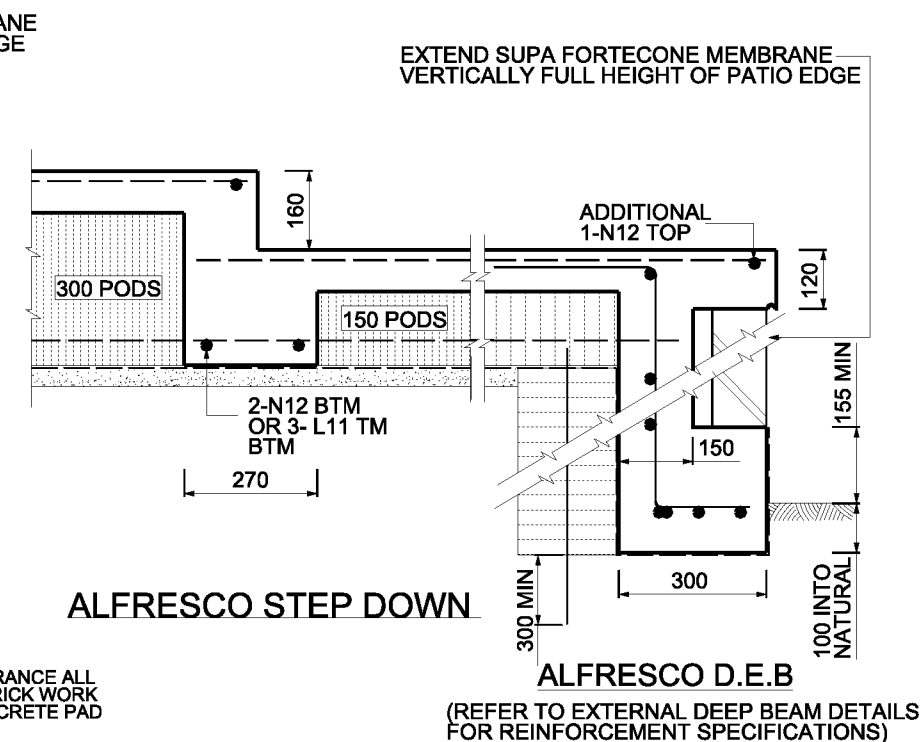 EXTEND SUPA FORTECONE MEMBRANE
VERTICALLY FULL HEIGHT OF PATIO EDGE
160
ADDITIONAL
1-N12 TOP
120
300 PODS
150 PODS
155 MIN
2-N12 BTM
OR 3- L11 TM
BTM
150
270
300 MIN
300
100 INTO
NATURAL
ALFRESCO STEP DOWN
ALFRESCO D.E.B
(REFER TO EXTERNAL DEEP BEAM DETAILS
FOR REINFORCEMENT SPECIFICATIONS)
ANE
GE
RANCE ALL
RICK WORK
CRETE PAD